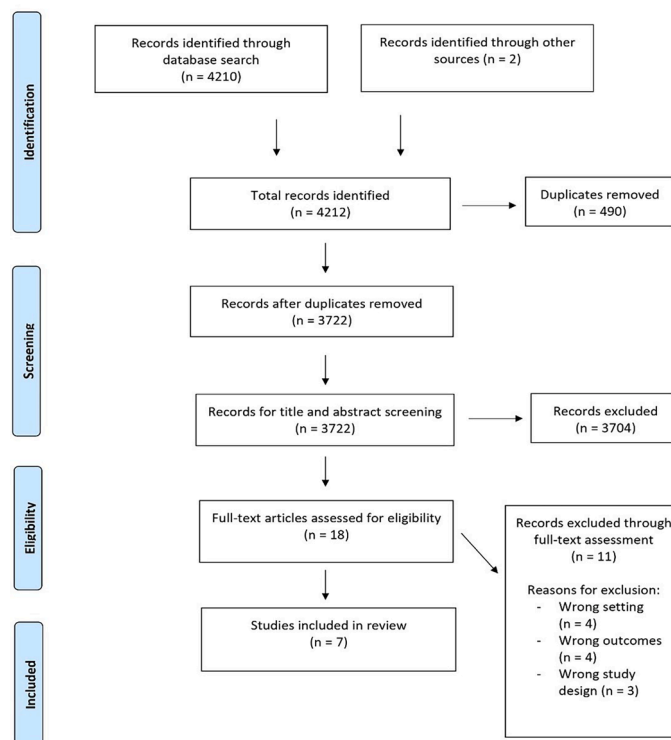 Identification
Records identified through
database search
(n = 4210)
Records identified through other
sources (n = 2)
Total records identified
(n = 4212)
Duplicates removed
(n = 490)
Screening
Records after duplicates removed
(n = 3722)
Records for title and abstract screening
(n = 3722)
Records excluded
(n = 3704)
Eligibility
Full-text articles assessed for eligibility
(n = 18)
Records excluded through
full-text assessment
(n = 11)
Reasons for exclusion:
- Wrong setting
(n = 4)
- Wrong outcomes
(n = 4)
- Wrong study
design (n = 3)
Included
Studies included in review
(n = 7)